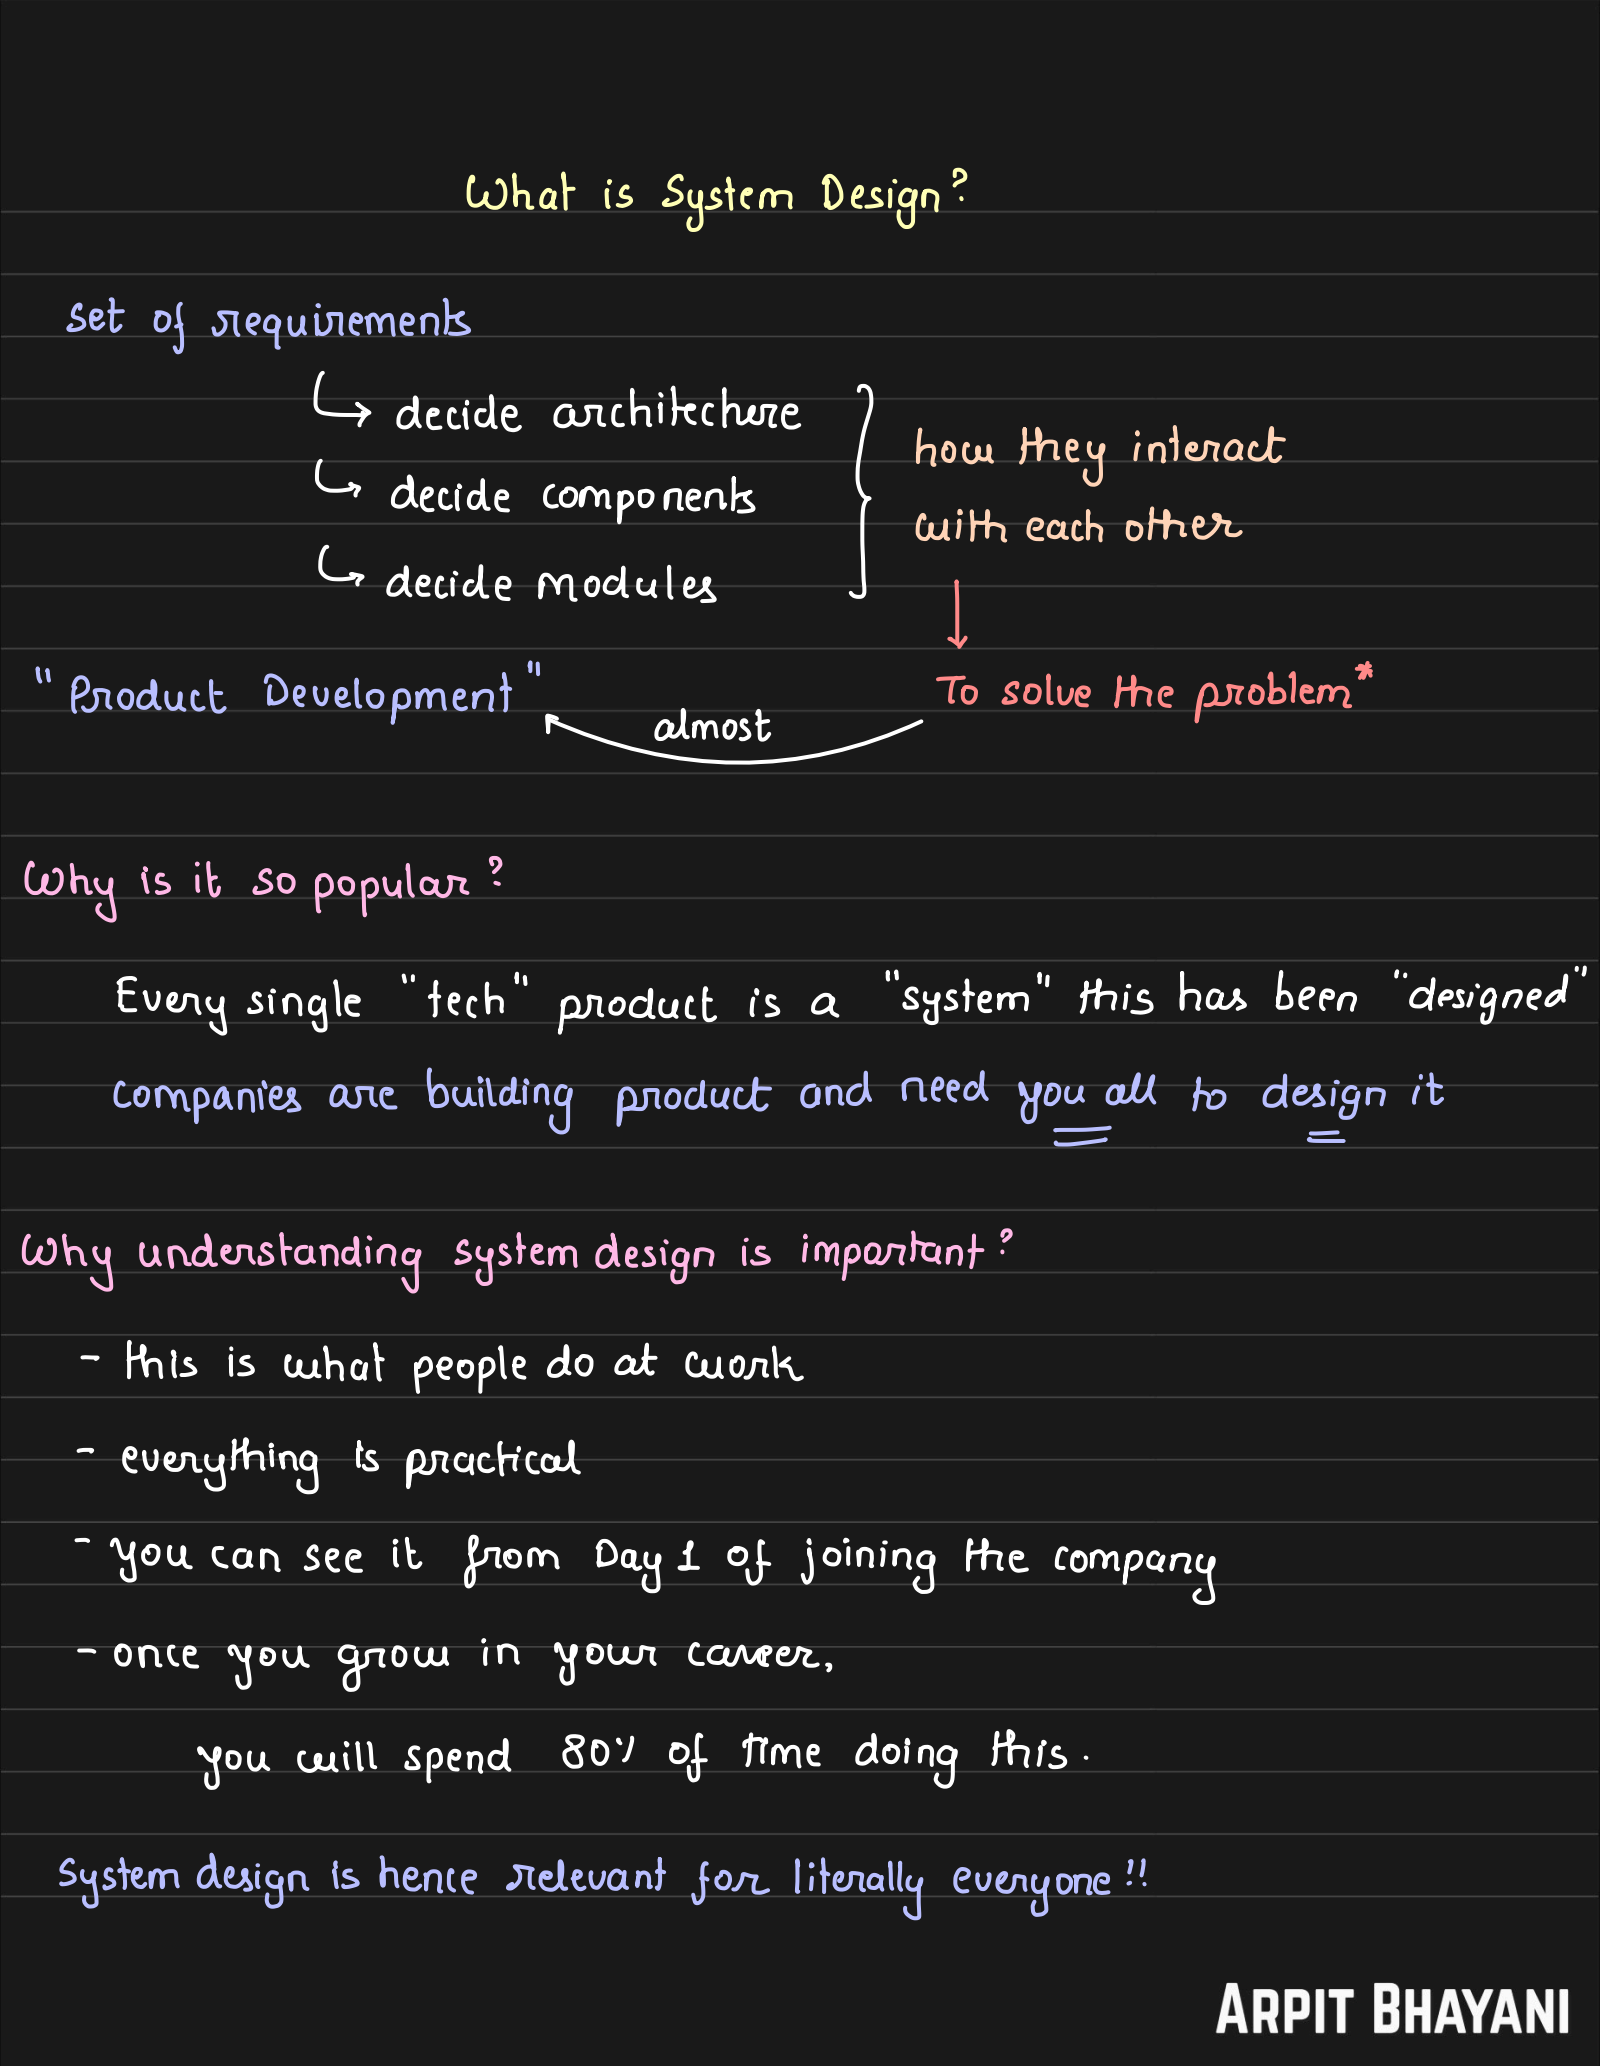 What is System Design?
set of requirements
decide architecture
decide components
decide modules
how they interact
with each other
"Product Development"
almost
To solve the problem*
Why is it so popular?
Every single "tech" product is a "system" this has been "designed"
companies are building product and need you all to design it
Why understanding system design is important?
- this is what people do at work
- everything is practical
- you can see it from Day 1 of joining the company
- once you grow in your career,
you will spend 80% of time doing this.
System design is hence relevant for literally everyone!!
ARPIT BHAYANI